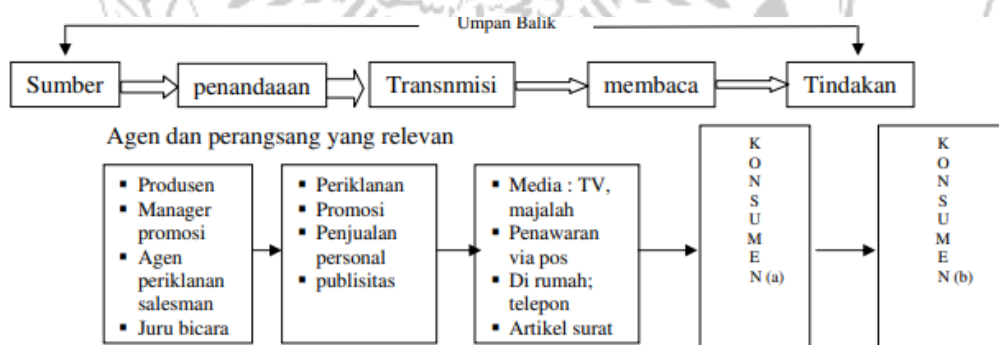 Umpan Balik
Sumber
penandaaan
Transnmisi
membaca
Tindakan
Agen dan perangsang yang relevan
▪ Produsen
▪ Manager
promosi
▪ Agen
periklanan
salesman
▪ Juru bicara
▪ Periklanan
▪ Promosi
▪ Penjualan
personal
▪ publisitas
▪ Media : TV,
majalah
▪ Penawaran
via pos
▪ Di rumah;
telepon
▪ Artikel surat
K
O
N
S
U
M
E
N (a)
K
O
N
S
U
M
E
N (b)